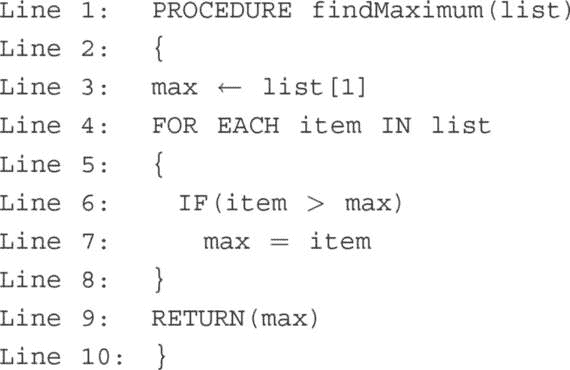 Line 1: PROCEDURE findMaximum(list)
Line 2: {
Line 3: max ← list[1]
Line 4: FOR EACH item IN list
Line 5: {
Line 6: IF(item > max)
Line 7: max = item
Line 8: }
Line 9: RETURN(max)
Line 10: }